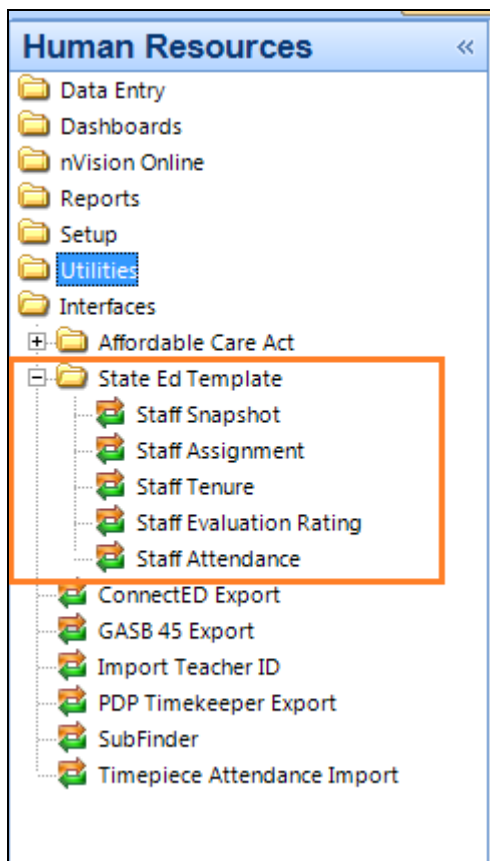 Human Resources
Data Entry
Dashboards
nVision Online
Reports
Setup
Utilities
Interfaces
Affordable Care Act
State Ed Template
Staff Snapshot
Staff Assignment
Staff Tenure
Staff Evaluation Rating
Staff Attendance
ConnectED Export
GASB 45 Export
Import Teacher ID
PDP Timekeeper Export
SubFinder
Timepiece Attendance Import